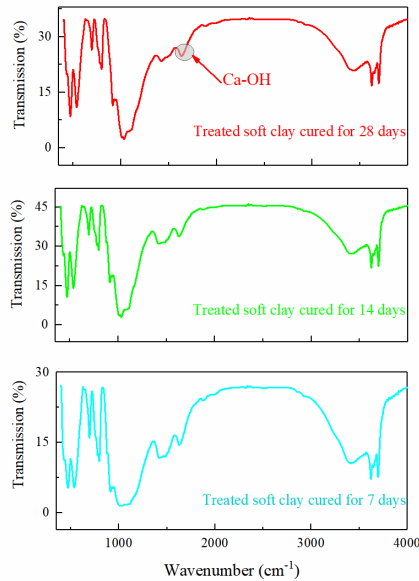 35
30
15
0
Transmission (%)
Ca-OH
Treated soft clay cured for 28 days
45
30
15
0
Transmission (%)
Treated soft clay cured for 14 days
30
15
0
Transmission (%)
Treated soft clay cured for 7 days
1000 2000 3000 4000
Wavenumber (cm⁻¹)